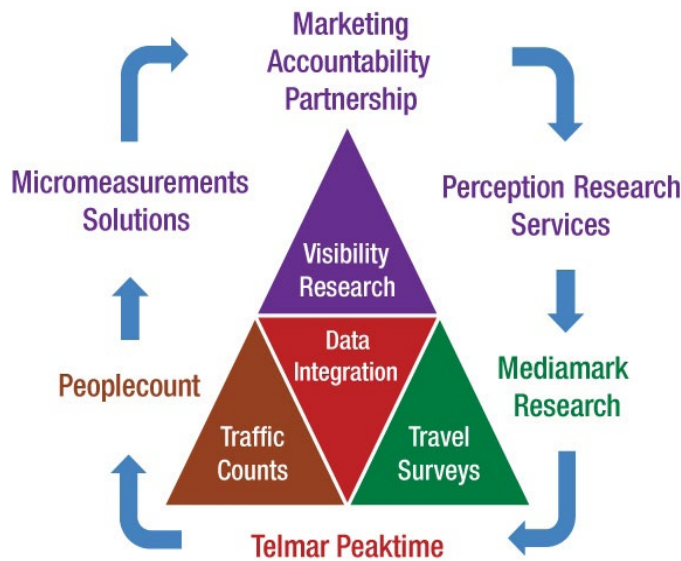 Marketing
Accountability
Partnership
Micromeasurements
Solutions
Perception Research
Services
Visibility
Research
Data
Integration
Peoplecount
Mediamark
Research
Traffic
Counts
Travel
Surveys
Telmar Peaktime